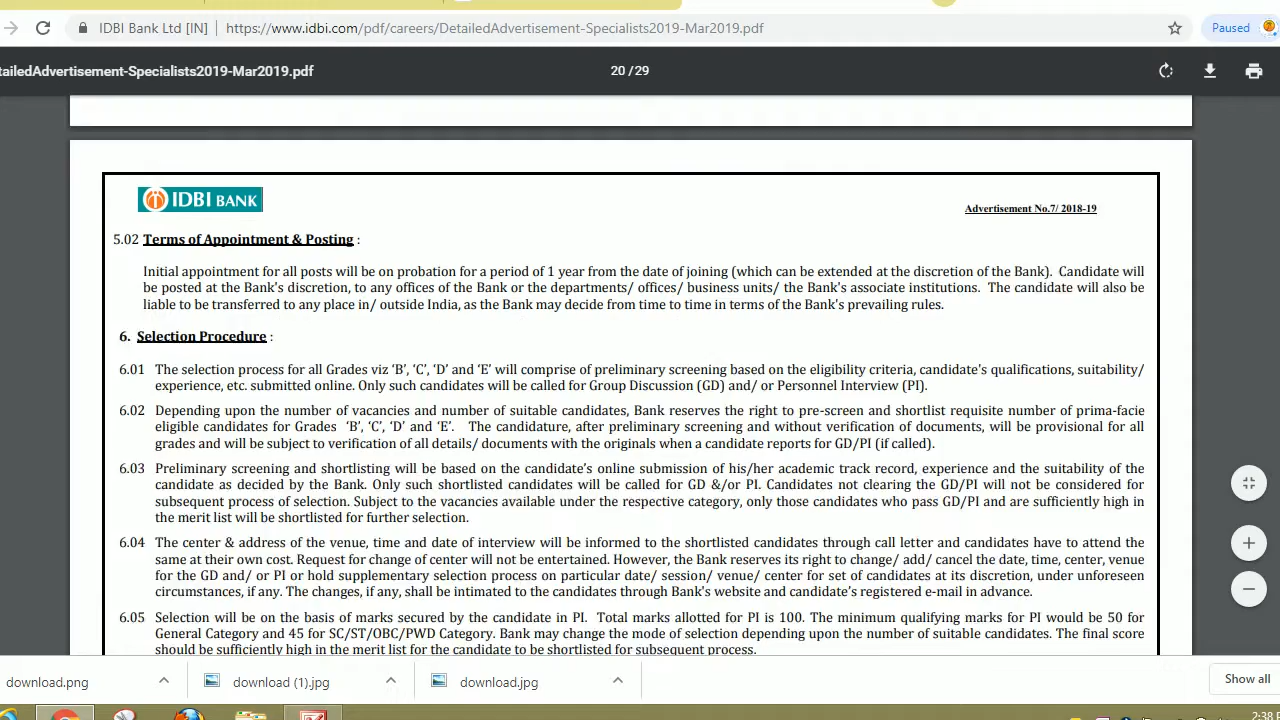 IDBI Bank Ltd [IN] https://www.idbi.com/pdf/careers/DetailedAdvertisement-Specialists2019-Mar2019.pdf Paused
tailedAdvertisement-Specialists2019-Mar2019.pdf 20 / 29
IDBI BANK
Advertisement No.7/ 2018-19
5.02 Terms of Appointment & Posting :
Initial appointment for all posts will be on probation for a period of 1 year from the date of joining (which can be extended at the discretion of the Bank). Candidate will
be posted at the Bank's discretion, to any offices of the Bank or the departments/ offices/ business units/ the Bank's associate institutions. The candidate will also be
liable to be transferred to any place in/ outside India, as the Bank may decide from time to time in terms of the Bank's prevailing rules.
6. Selection Procedure :
6.01 The selection process for all Grades viz 'B', 'C', 'D' and 'E' will comprise of preliminary screening based on the eligibility criteria, candidate's qualifications, suitability/
experience, etc. submitted online. Only such candidates will be called for Group Discussion (GD) and/ or Personnel Interview (PI).
6.02 Depending upon the number of vacancies and number of suitable candidates, Bank reserves the right to pre-screen and shortlist requisite number of prima-facie
eligible candidates for Grades 'B', 'C', 'D' and 'E'. The candidature, after preliminary screening and without verification of documents, will be provisional for all
grades and will be subject to verification of all details/ documents with the originals when a candidate reports for GD/PI (if called).
6.03 Preliminary screening and shortlisting will be based on the candidate's online submission of his/her academic track record, experience and the suitability of the
candidate as decided by the Bank. Only such shortlisted candidates will be called for GD &/or PI. Candidates not clearing the GD/PI will not be considered for
subsequent process of selection. Subject to the vacancies available under the respective category, only those candidates who pass GD/PI and are sufficiently high in
the merit list will be shortlisted for further selection.
6.04 The center & address of the venue, time and date of interview will be informed to the shortlisted candidates through call letter and candidates have to attend the
same at their own cost. Request for change of center will not be entertained. However, the Bank reserves its right to change/ add/ cancel the date, time, center, venue
for the GD and/ or PI or hold supplementary selection process on particular date/ session/ venue/ center for set of candidates at its discretion, under unforeseen
circumstances, if any. The changes, if any, shall be intimated to the candidates through Bank's website and candidate's registered e-mail in advance.
6.05 Selection will be on the basis of marks secured by the candidate in PI. Total marks allotted for PI is 100. The minimum qualifying marks for PI would be 50 for
General Category and 45 for SC/ST/OBC/PWD Category. Bank may change the mode of selection depending upon the number of suitable candidates. The final score
should be sufficiently high in the merit list for the candidate to be shortlisted for subsequent process.
download.png download (1).jpg download.jpg Show all
2:38